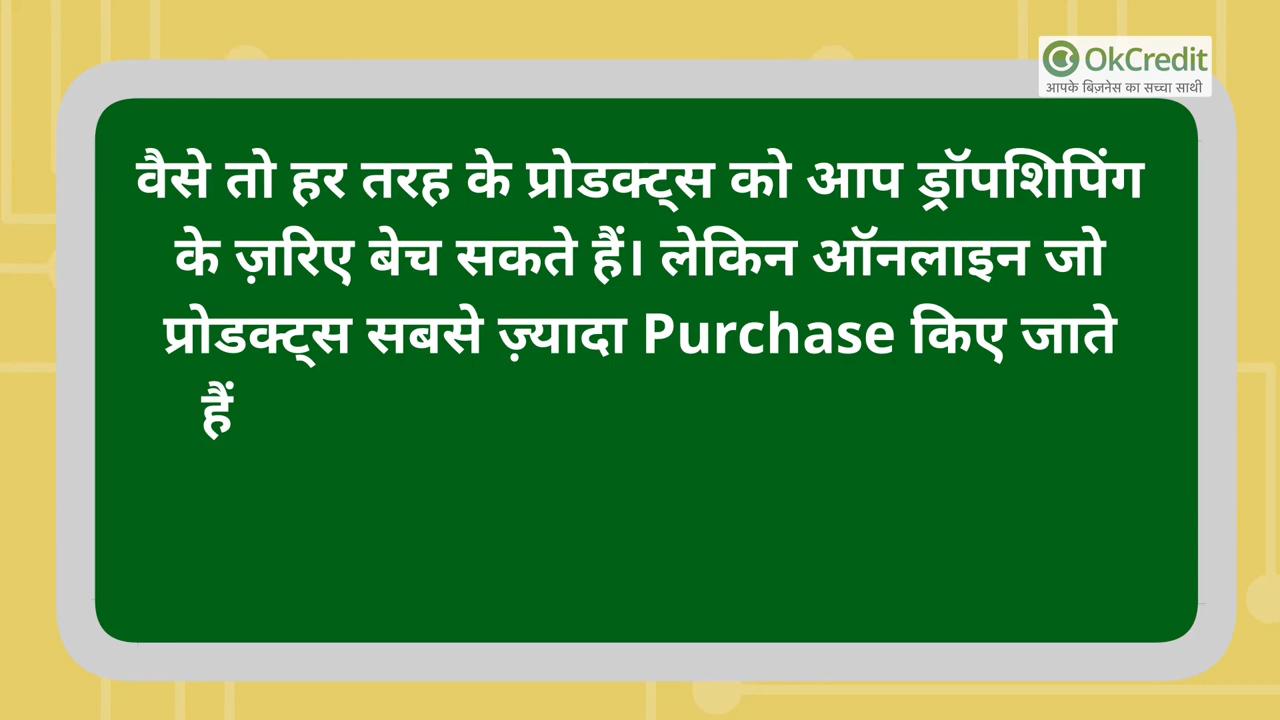 OkCredit
आपके बिज़नेस का सच्चा साथी
वैसे तो हर तरह के प्रोडक्ट्स को आप ड्रॉपशिपिंग
के ज़रिए बेच सकते हैं। लेकिन ऑनलाइन जो
प्रोडक्ट्स सबसे ज़्यादा Purchase किए जाते
हैं